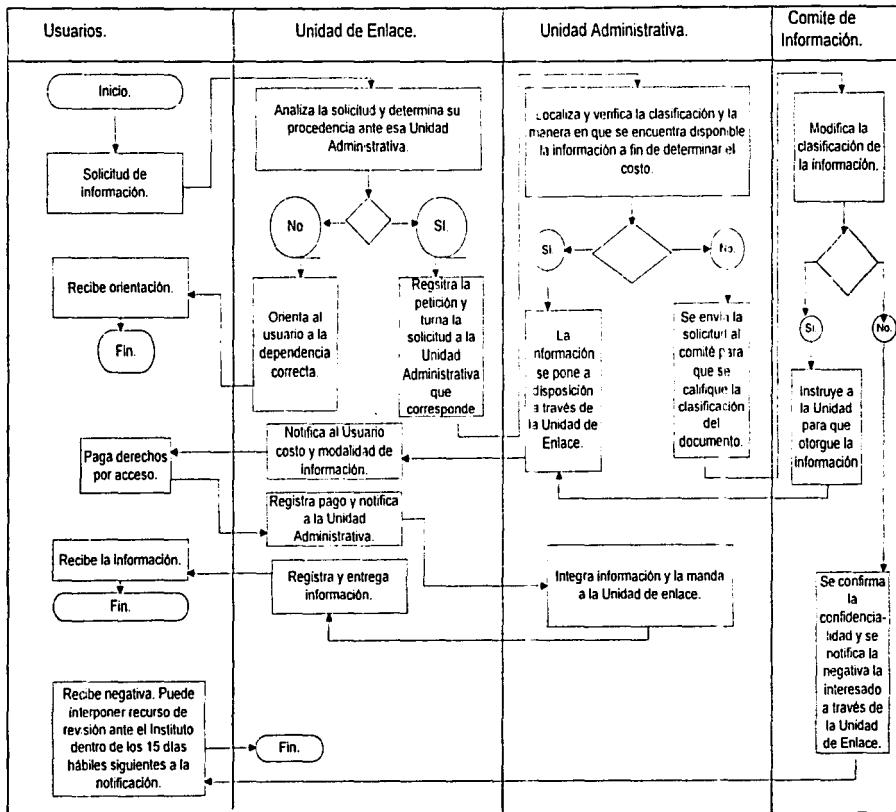 Usuarios.
Unidad de Enlace.
Unidad Administrativa.
Comite de
Información.
Inicio.
Solicitud de
información.
Analiza la solicitud y determina su
procedencia ante esa Unidad
Administrativa.
No
SI.
Orienta al
usuario a la
dependencia
correcta.
Regsitra la
petición y
turna la
solicitud a la
Unidad
Administrativa
que
corresponde
Recibe orientación.
Fin.
Localiza y verifica la clasificación y la
manera en que se encuentra disponible
la información a fin de determinar el
costo.
Si.
No.
La
información
se pone a
disposición
a través de
la Unidad de
Enlace.
Se envia la
solicitud al
comité para
que se
califique la
clasificación
del
documento.
Modifica la
clasificación de
la información.
Si.
No.
Instruye a
la Unidad
para que
otorgue la
información
Notifica al Usuario
costo y modalidad de
información.
Paga derechos
por acceso.
Registra pago y notifica
a la Unidad
Administrativa.
Integra información y la manda
a la Unidad de enlace.
Registra y entrega
información.
Recibe la Información.
Fin.
Se confirma
la
confidencia-
lidad y se
notifica la
negativa la
interesado
a través de
la Unidad
de Enlace.
Recibe negativa. Puede
interponer recurso de
revisión ante el Instituto
dentro de los 15 días
hábiles siguientes a la
notificación.
Fin.